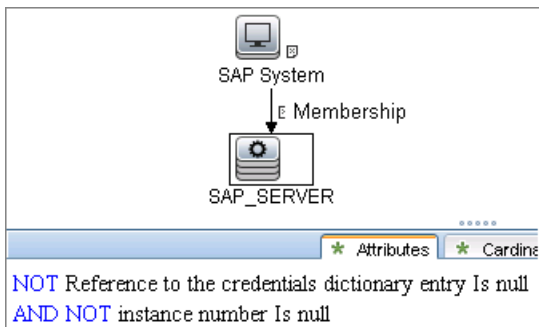 SAP System
Membership
SAP_SERVER
Attributes
Cardina
NOT Reference to the credentials dictionary entry Is null
AND NOT instance number Is null